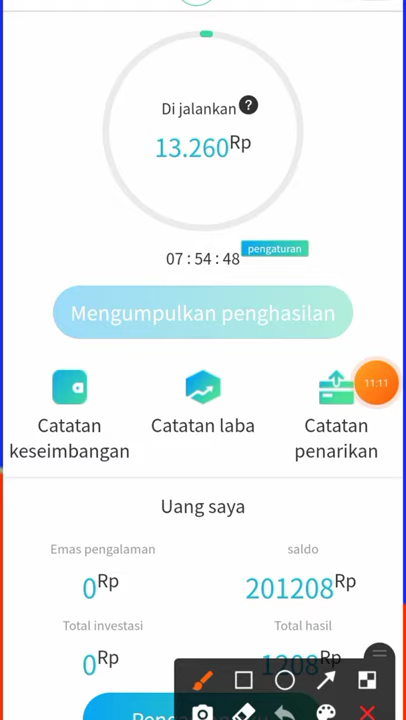 Di jalankan ?
13.260Rp
07 : 54 : 48
pengaturan
Mengumpulkan penghasilan
11:11
Catatan keseimbangan
Catatan laba
Catatan penarikan
Uang saya
Emas pengalaman
saldo
0Rp
201208Rp
Total investasi
Total hasil
0Rp
1208Rp